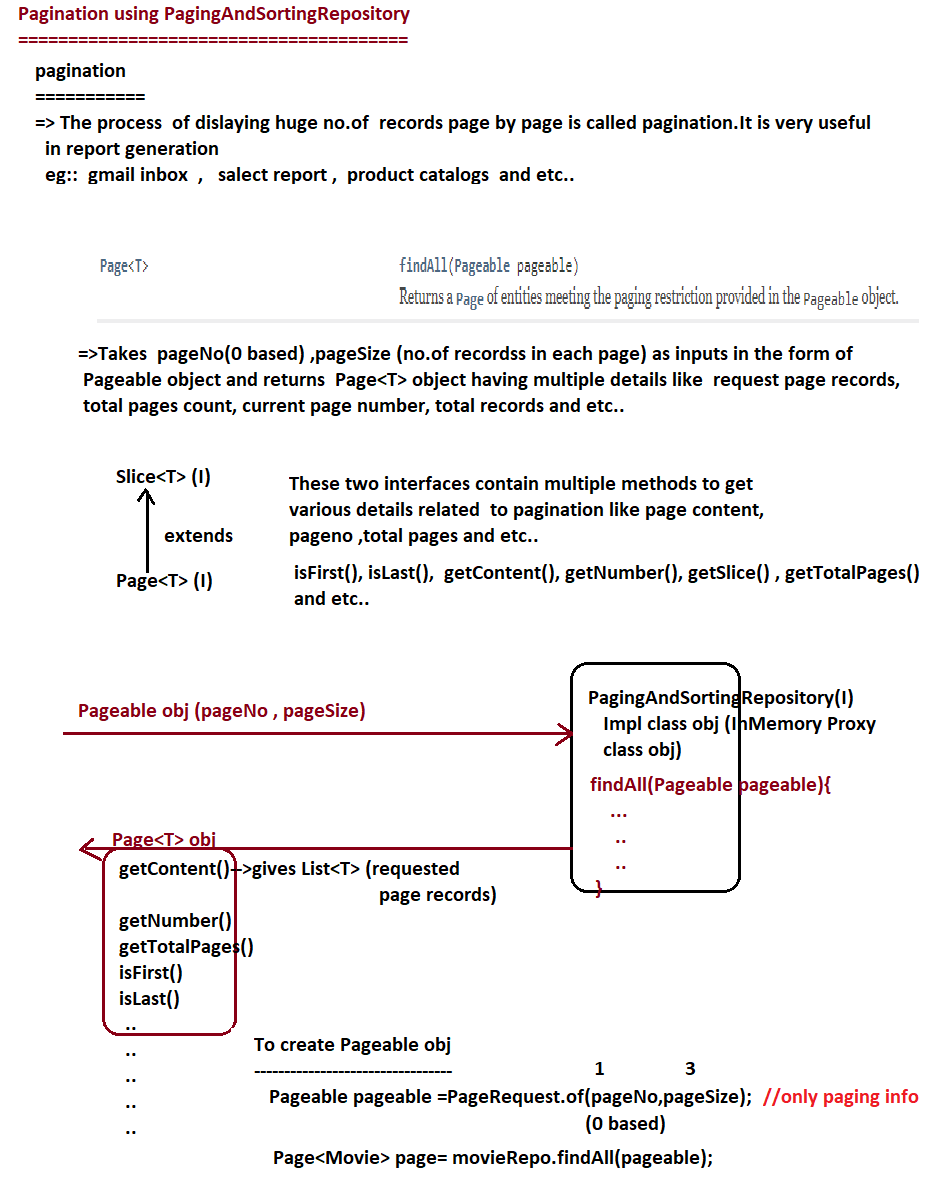 Pagination using PagingAndSortingRepository
=======================================
pagination
===========
=> The process  of dislaying huge no.of  records page by page is called pagination.It is very useful
in report generation
eg::  gmail inbox  ,   salect report ,  product catalogs  and etc..
Page<T>    findAll(Pageable pageable)
Returns a Page of entities meeting the paging restriction provided in the Pageable object.
=>Takes  pageNo(0 based) ,pageSize (no.of recordss in each page) as inputs in the form of
Pageable object and returns  Page<T> object having multiple details like  request page records,
total pages count, current page number, total records and etc..
Slice<T> (I)
extends
Page<T> (I)
These two interfaces contain multiple methods to get
various details related  to pagination like page content,
pageno ,total pages and etc..
isFirst(), isLast(),  getContent(), getNumber(), getSlice() , getTotalPages()
and etc..
Pageable obj (pageNo , pageSize)
PagingAndSortingRepository(I)
Impl class obj (InMemory Proxy
class obj)
findAll(Pageable pageable){
...
..
..
}
Page<T> obj
getContent()-->gives List<T> (requested
page records)
getNumber()
getTotalPages()
isFirst()
isLast()
..
..
..
..
..
To create Pageable obj
---------------------------------
1    3
Pageable pageable =PageRequest.of(pageNo,pageSize);  //only paging info
(0 based)
Page<Movie> page= movieRepo.findAll(pageable);